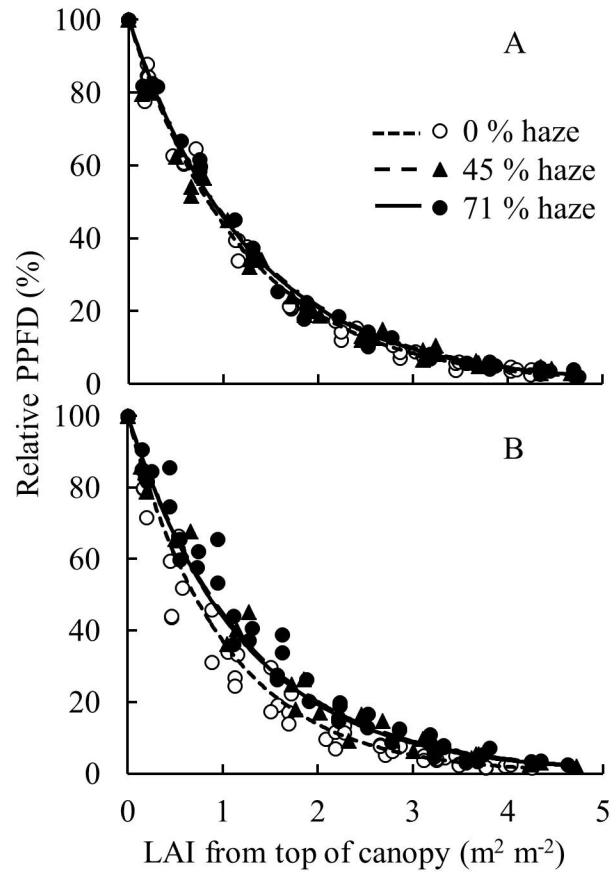 100
80
60
40
20
0
A
0 % haze
45 % haze
71 % haze
Relative PPFD (%)
100
80
60
40
20
0
B
0 1 2 3 4 5
LAI from top of canopy (m² m⁻²)